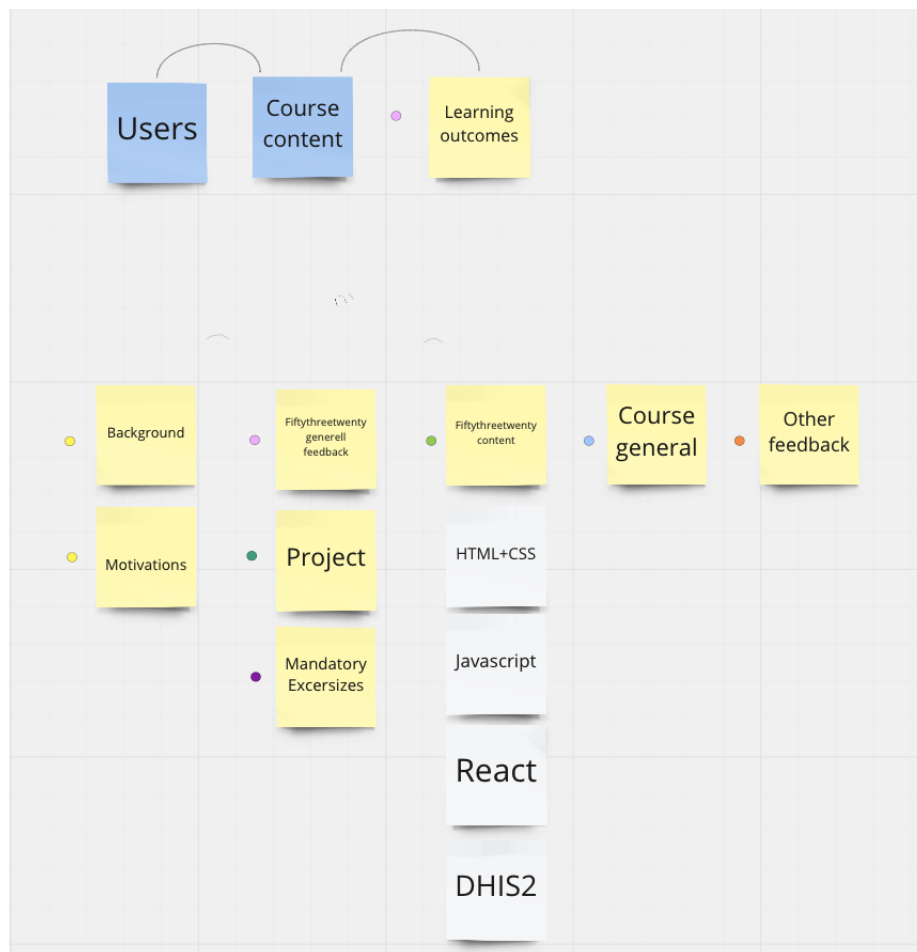 Users
Course
content
Learning
outcomes
Background
Fiftythreetwenty
generell
feedback
Fiftythreetwenty
content
Course
general
Other
feedback
Motivations
Project
HTML+CSS
Mandatory
Excersizes
Javascript
React
DHIS2